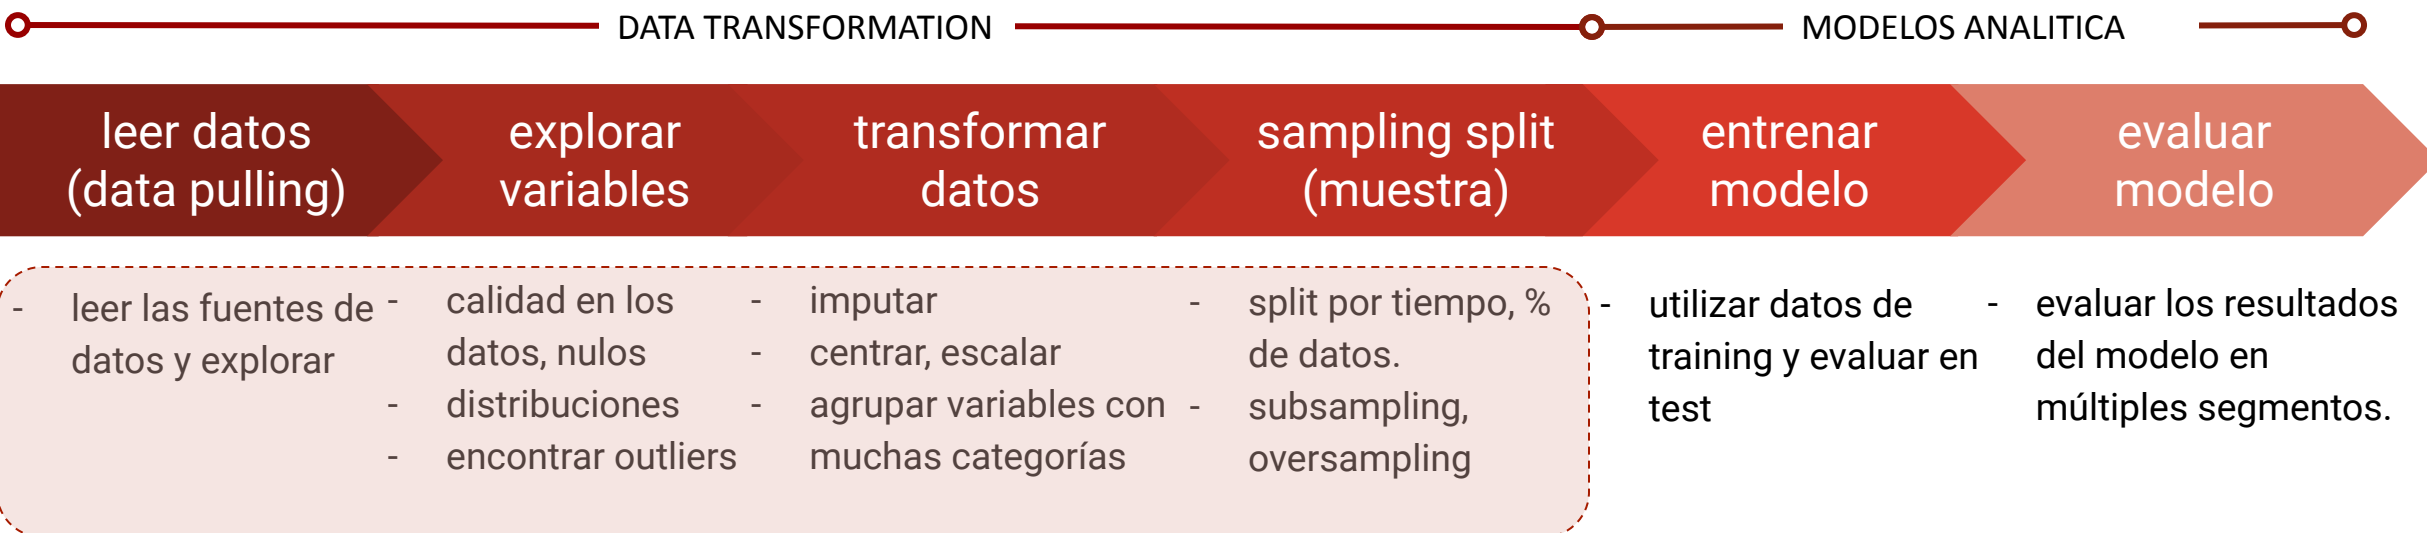 DATA TRANSFORMATION
MODELOS ANALITICA
leer datos
(data pulling)
explorar
variables
transformar
datos
sampling split
(muestra)
entrenar
modelo
evaluar
modelo
- leer las fuentes de
datos y explorar
- calidad en los
datos, nulos
- distribuciones
- encontrar outliers
- imputar
- centrar, escalar
- agrupar variables con
muchas categorías
- split por tiempo, %
de datos.
- subsampling,
oversampling
- utilizar datos de
training y evaluar en
test
- evaluar los resultados
del modelo en
múltiples segmentos.